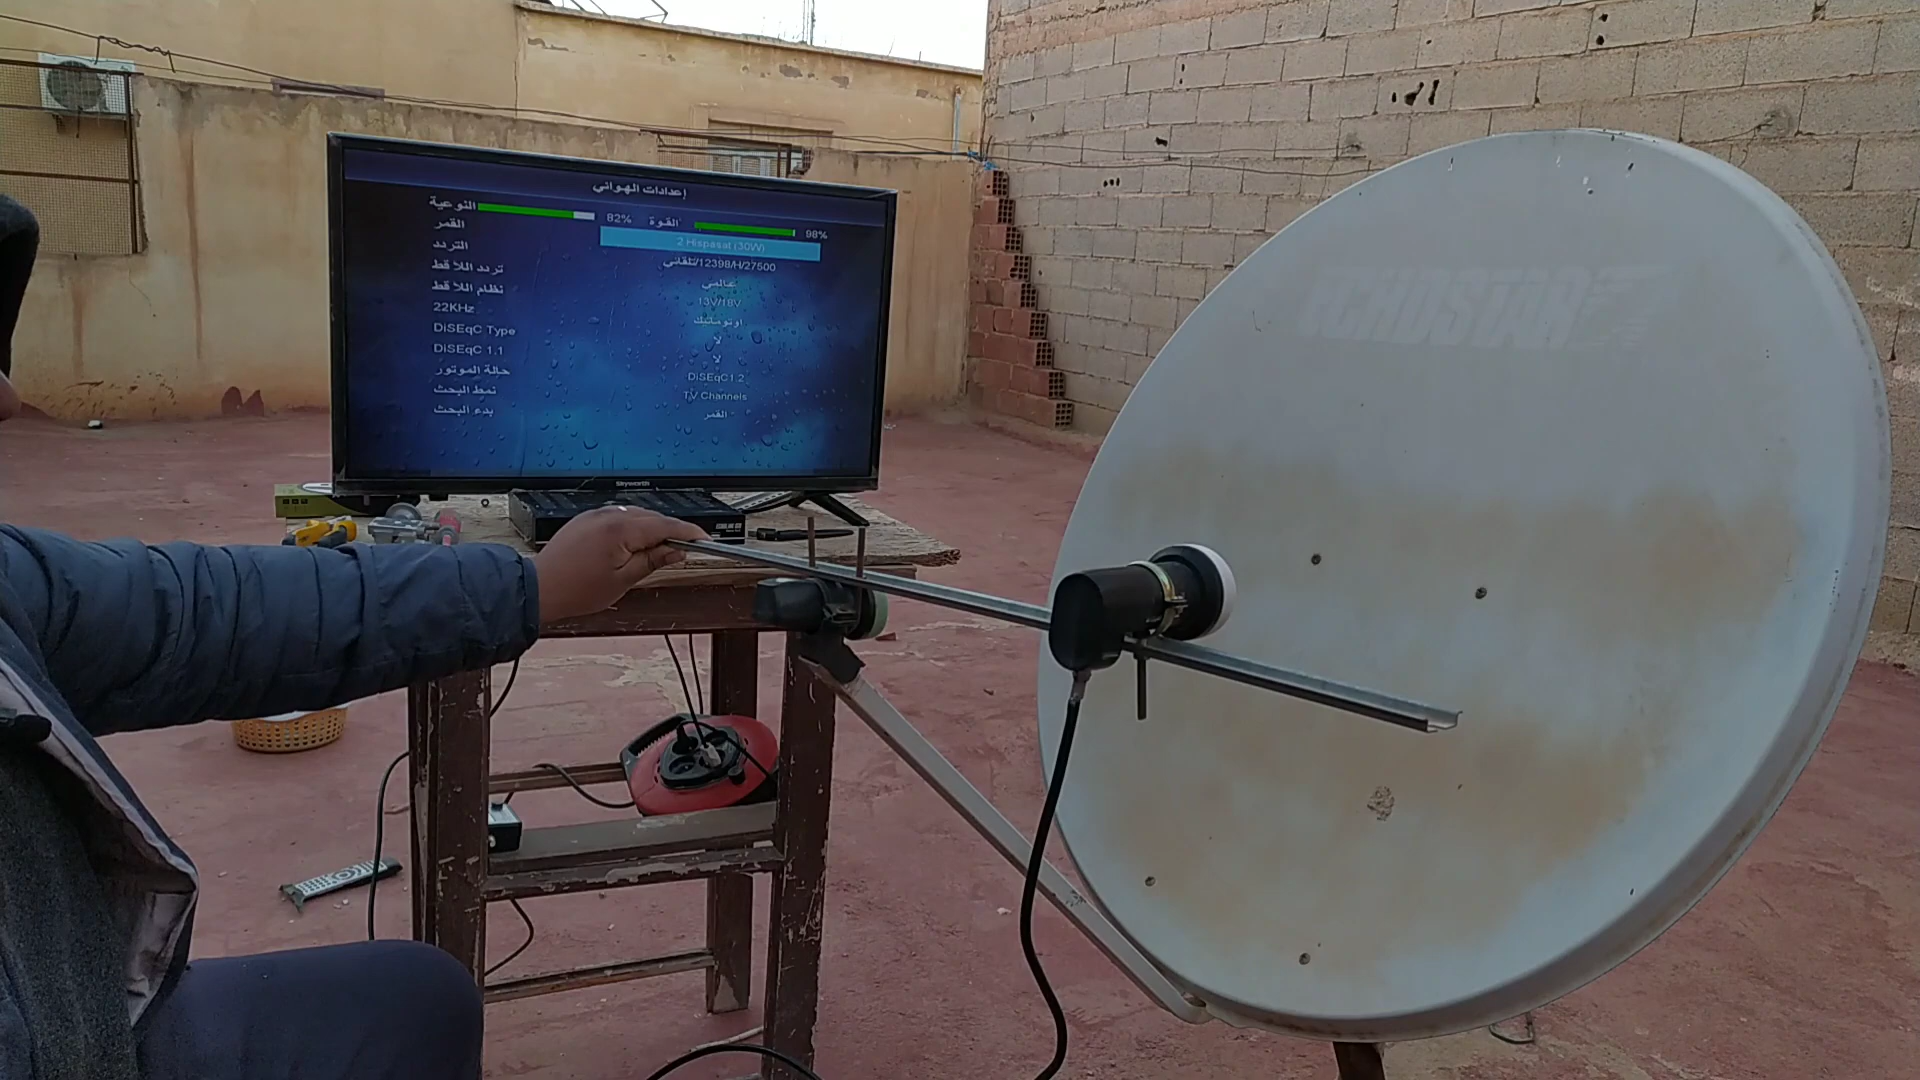 إعدادات الهوائي
النوعية 82% القوة 98%
القمر 2 Hispasat (30W)
التردد تلقائي/12398/H/27500
تردد اللاقط عالمي
نظام اللاقط 13V/18V
22KHz اوتوماتيك
DiSEqC Type لا
DiSEqC 1.1 لا
حالة الموتور DiSEqC1.2
نمط البحث TV Channels
بدء البحث القمر
Skyworth
ECHOSTAR